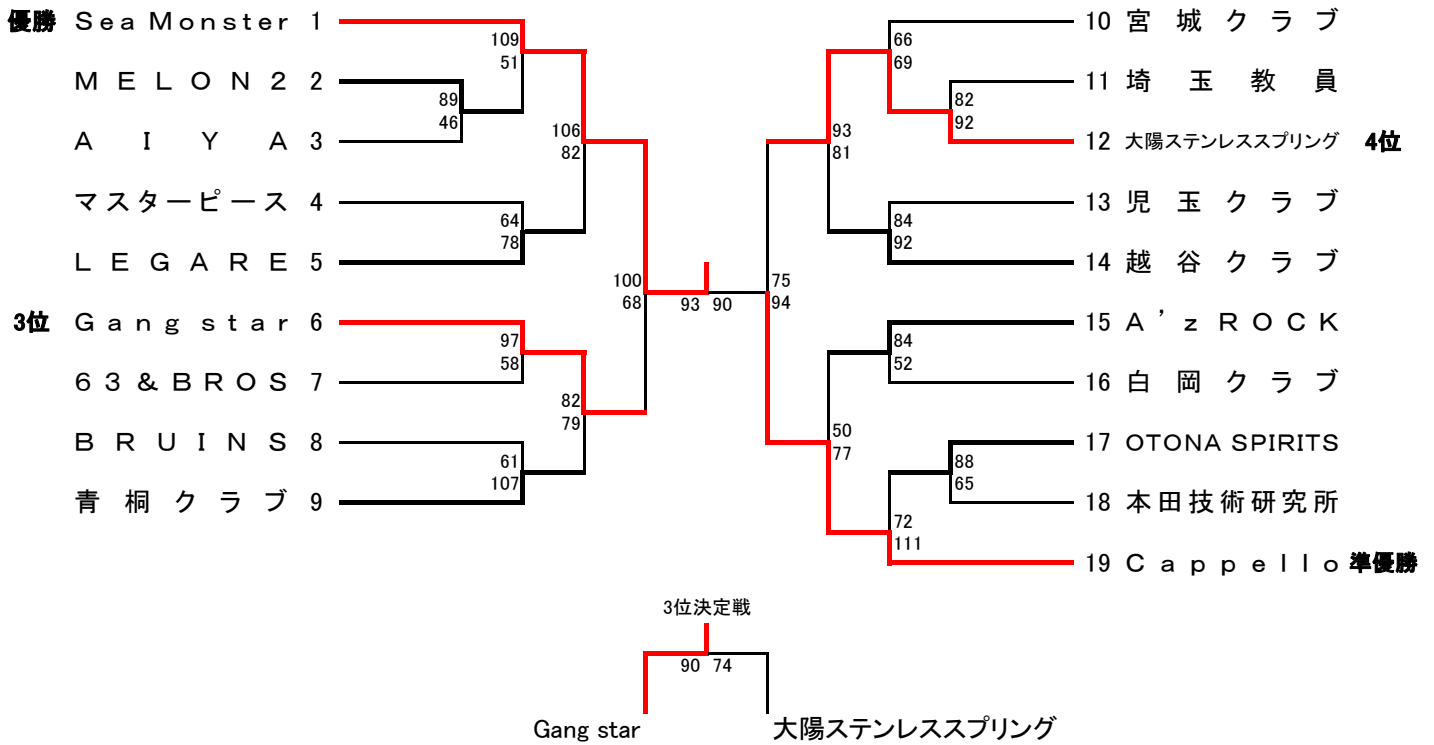 優勝 Sea Monster 1
109
51
MELON2 2
89
46
AIYA 3
106
82
マスターピース 4
64
78
LEGARE 5
100
68
3位 Gang star 6
97
58
63&BROS 7
82
79
BRUINS 8
61
107
青桐クラブ 9
93 90
10 宮城クラブ
66
69
11 埼玉教員
82
92
12 大陽ステンレススプリング 4位
93
81
13 児玉クラブ
84
92
14 越谷クラブ
75
94
15 A'z ROCK
84
52
16 白岡クラブ
50
77
17 OTONA SPIRITS
88
65
18 本田技術研究所
72
111
19 Cappello 準優勝
3位決定戦
90 74
Gang star 大陽ステンレススプリング